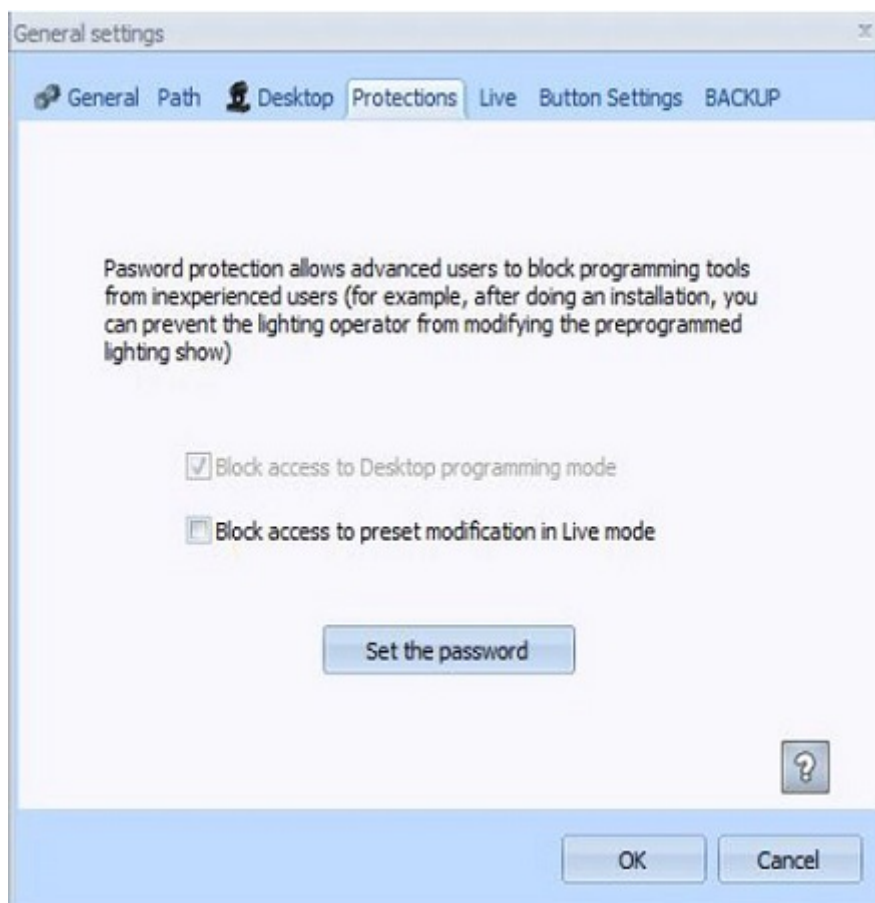 General settings
General Path Desktop Protections Live Button Settings BACKUP
Pasword protection allows advanced users to block programming tools
from inexperienced users (for example, after doing an installation, you
can prevent the lighting operator from modifying the preprogrammed
lighting show)
Block access to Desktop programming mode
Block access to preset modification in Live mode
Set the password
?
OK Cancel